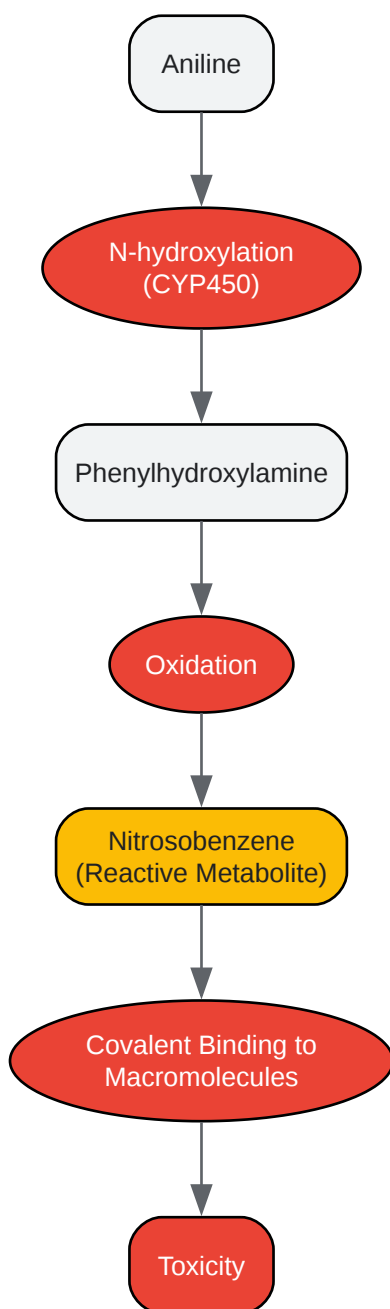 Aniline
N-hydroxylation
(CYP450)
Phenylhydroxylamine
Oxidation
Nitrosobenzene
(Reactive Metabolite)
Covalent Binding to
Macromolecules
Toxicity